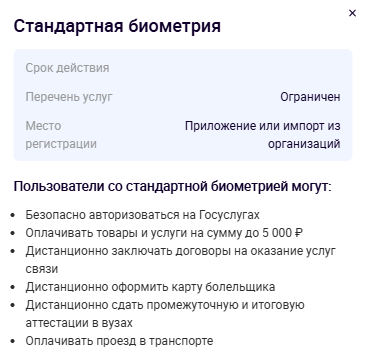 Стандартная биометрия
Срок действия
Перечень услуг Ограничен
Место регистрации Приложение или импорт из организаций
Пользователи со стандартной биометрией могут:
• Безопасно авторизоваться на Госуслугах
• Оплачивать товары и услуги на сумму до 5 000 ₽
• Дистанционно заключать договоры на оказание услуг
связи
• Дистанционно оформить карту болельщика
• Дистанционно сдать промежуточную и итоговую
аттестации в вузах
• Оплачивать проезд в транспорте